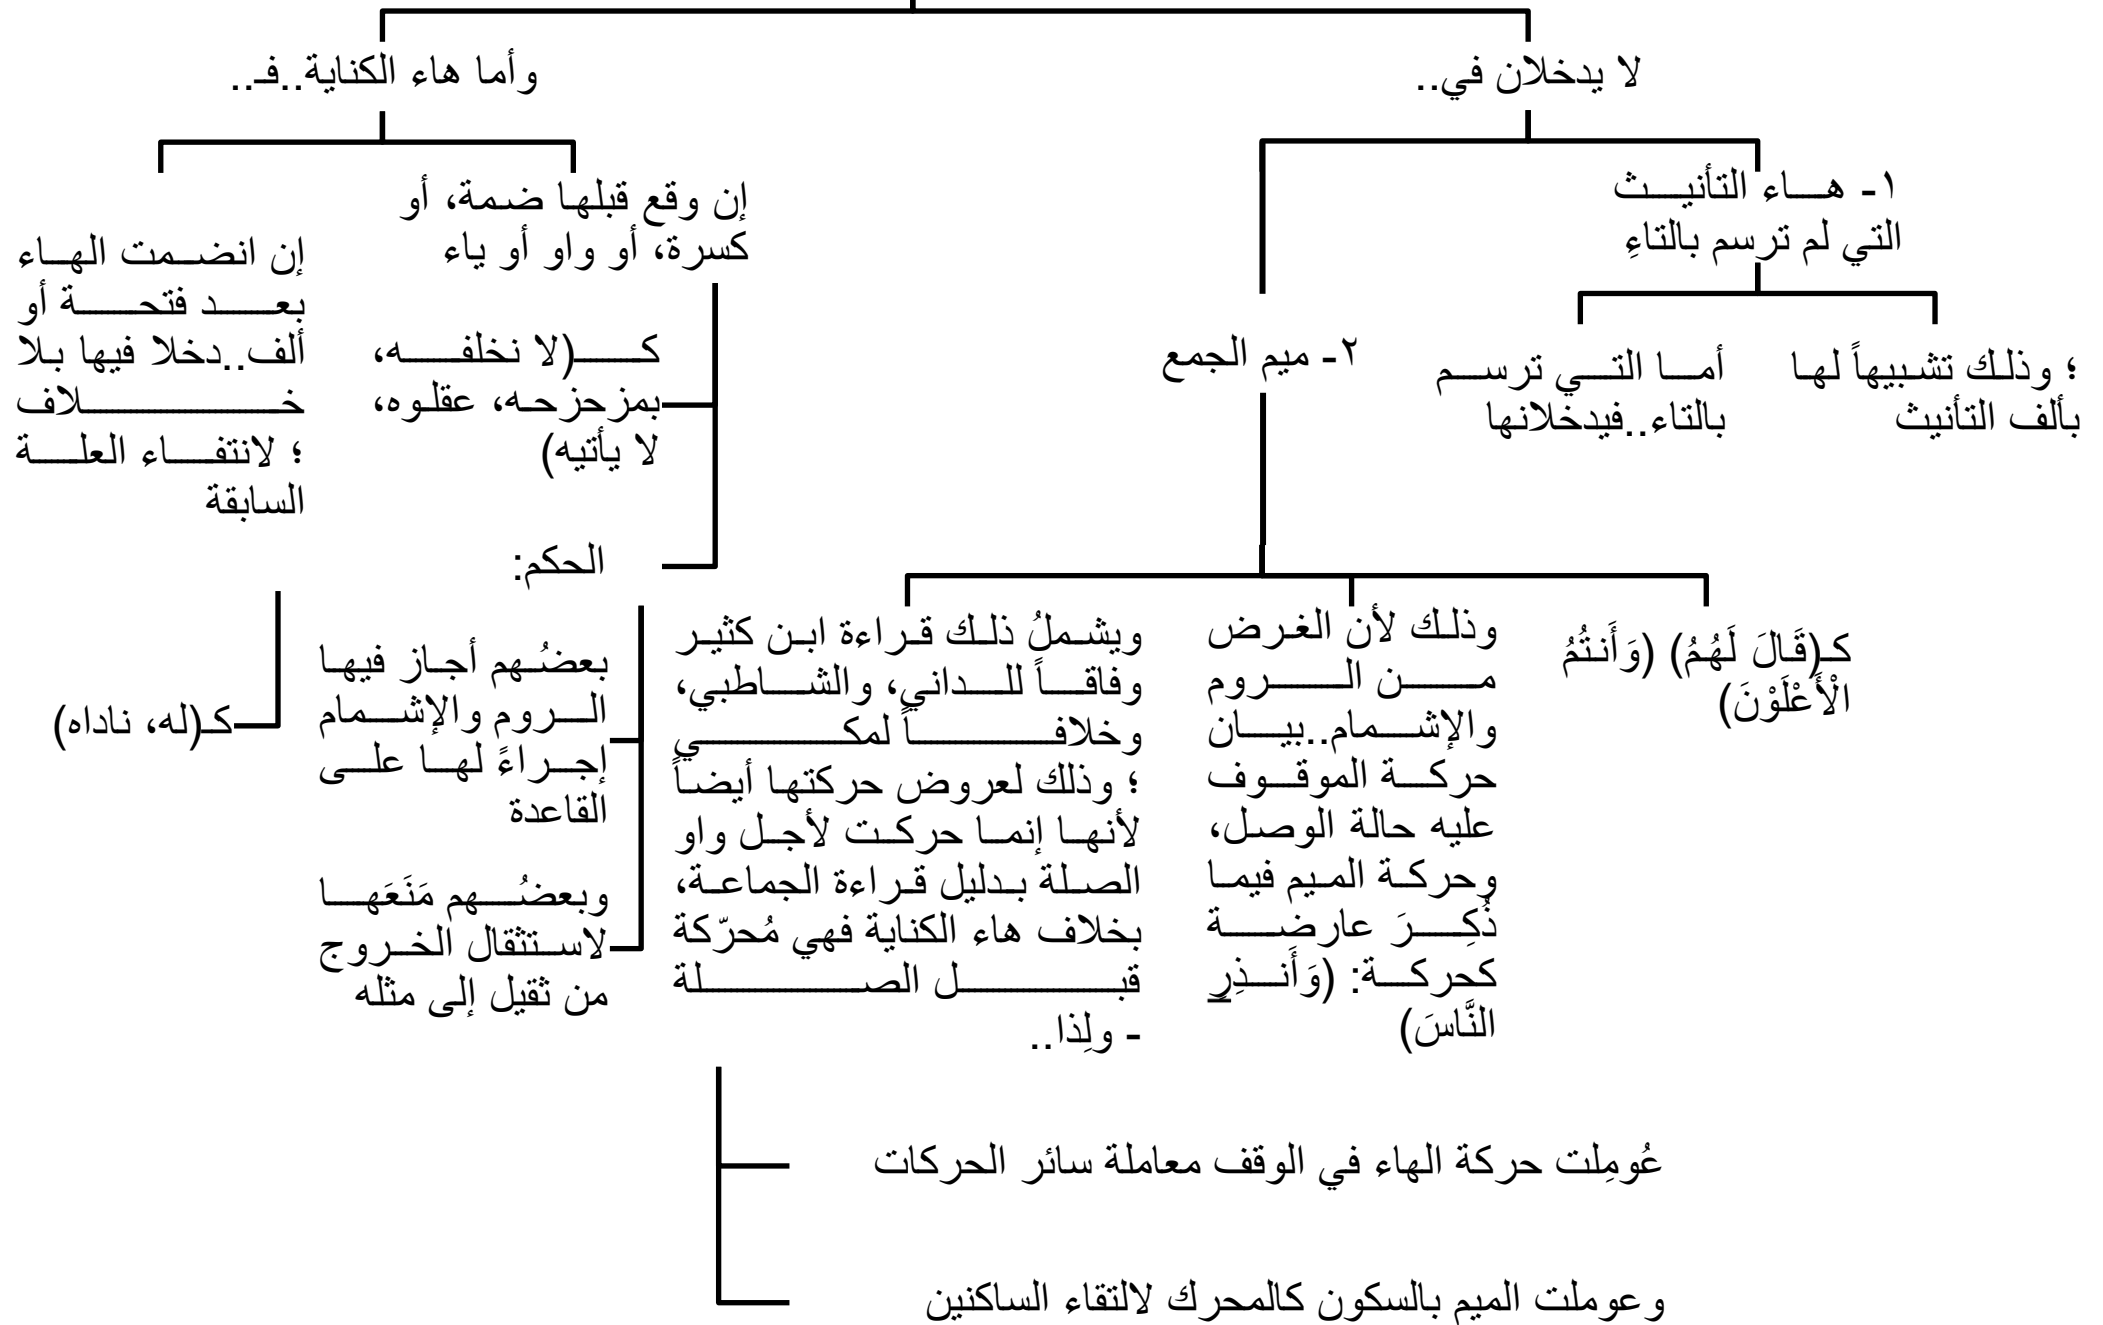 لا يدخلان في..
١- هاء التأنيث
التي لم ترسم بالتاءِ
؛ وذلك تشبيهاً لها
بألف التأنيث
أما التي ترسم
بالتاء..فيدخلانها
٢- ميم الجمع
كـ(قَالَ لَهُمُ) (وَأَنتُمُ
الْأَعْلَوْنَ)
وذلك لأن الغرض
من الروم
والإشمام..بيان
حركة الموقوف
عليه حالة الوصل،
وحركة الميم فيما
ذُكِرَ عارضة
كحركة: (وَأَنذِرِ
النَّاسَ)
ويشملُ ذلك قراءة ابن كثير
وفاقاً للداني، والشاطبي،
وخلافاً لمكي
؛ وذلك لعروض حركتها أيضاً
لأنها إنما حركت لأجل واو
الصلة بدليل قراءة الجماعة،
بخلاف هاء الكناية فهي مُحرّكة
قبل الصلة
- ولِذا..
عُومِلت حركة الهاء في الوقف معاملة سائر الحركات
وعوملت الميم بالسكون كالمحرك لالتقاء الساكنين
وأما هاء الكناية..فـ..
إن وقع قبلها ضمة، أو
كسرة، أو واو أو ياء
كـ(لا نخلفه،
بمزحزحه، عقلوه،
لا يأتيه)
الحكم:
بعضُهم أجاز فيها
الروم والإشمام
إجراءً لها على
القاعدة
وبعضُهم مَنَعَها
لاستثقال الخروج
من ثقيل إلى مثله
إن انضمت الهاء
بعد فتحة أو
ألف..دخلا فيها بلا
خلاف
؛ لانتفاء العلة
السابقة
كـ(له، ناداه)